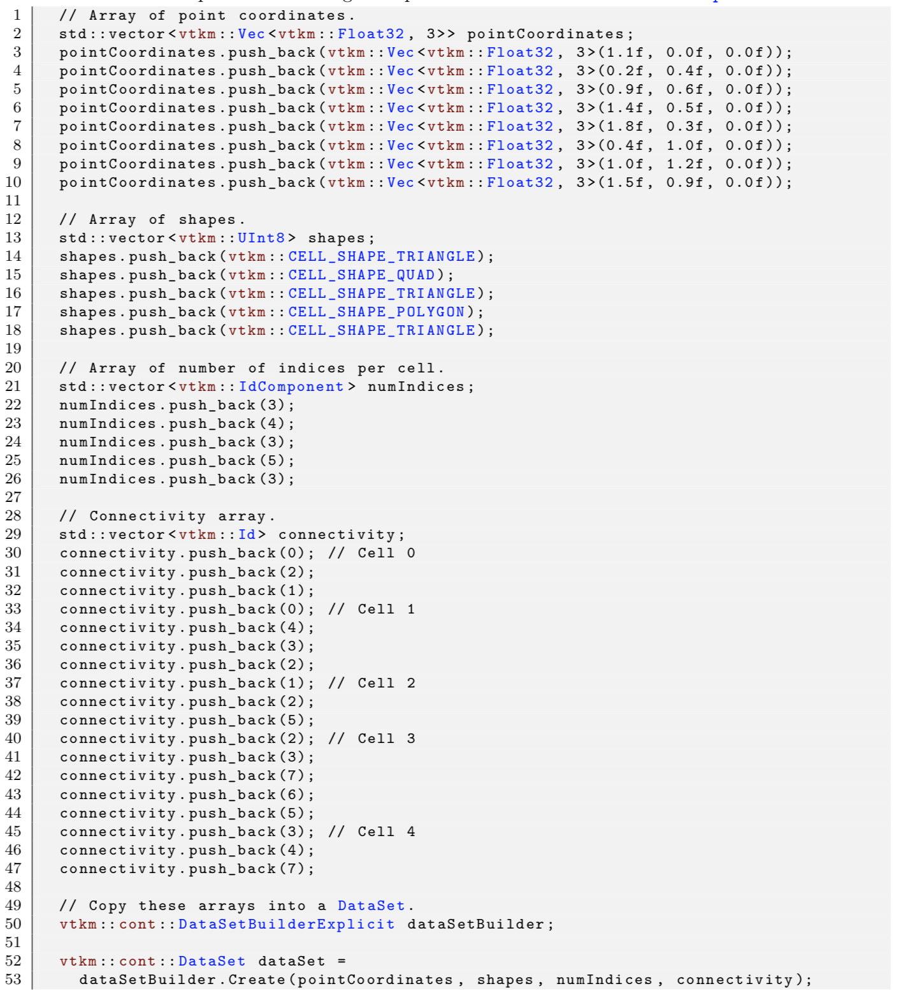 1 // Array of point coordinates.
2 std::vector<vtkm::Vec<vtkm::Float32, 3>> pointCoordinates;
3 pointCoordinates.push_back(vtkm::Vec<vtkm::Float32, 3>(1.1f, 0.0f, 0.0f));
4 pointCoordinates.push_back(vtkm::Vec<vtkm::Float32, 3>(0.2f, 0.4f, 0.0f));
5 pointCoordinates.push_back(vtkm::Vec<vtkm::Float32, 3>(0.9f, 0.6f, 0.0f));
6 pointCoordinates.push_back(vtkm::Vec<vtkm::Float32, 3>(1.4f, 0.5f, 0.0f));
7 pointCoordinates.push_back(vtkm::Vec<vtkm::Float32, 3>(1.8f, 0.3f, 0.0f));
8 pointCoordinates.push_back(vtkm::Vec<vtkm::Float32, 3>(0.4f, 1.0f, 0.0f));
9 pointCoordinates.push_back(vtkm::Vec<vtkm::Float32, 3>(1.0f, 1.2f, 0.0f));
10 pointCoordinates.push_back(vtkm::Vec<vtkm::Float32, 3>(1.5f, 0.9f, 0.0f));
11
12 // Array of shapes.
13 std::vector<vtkm::UInt8> shapes;
14 shapes.push_back(vtkm::CELL_SHAPE_TRIANGLE);
15 shapes.push_back(vtkm::CELL_SHAPE_QUAD);
16 shapes.push_back(vtkm::CELL_SHAPE_TRIANGLE);
17 shapes.push_back(vtkm::CELL_SHAPE_POLYGON);
18 shapes.push_back(vtkm::CELL_SHAPE_TRIANGLE);
19
20 // Array of number of indices per cell.
21 std::vector<vtkm::IdComponent> numIndices;
22 numIndices.push_back(3);
23 numIndices.push_back(4);
24 numIndices.push_back(3);
25 numIndices.push_back(5);
26 numIndices.push_back(3);
27
28 // Connectivity array.
29 std::vector<vtkm::Id> connectivity;
30 connectivity.push_back(0); // Cell 0
31 connectivity.push_back(2);
32 connectivity.push_back(1);
33 connectivity.push_back(0); // Cell 1
34 connectivity.push_back(4);
35 connectivity.push_back(3);
36 connectivity.push_back(2);
37 connectivity.push_back(1); // Cell 2
38 connectivity.push_back(2);
39 connectivity.push_back(5);
40 connectivity.push_back(2); // Cell 3
41 connectivity.push_back(3);
42 connectivity.push_back(7);
43 connectivity.push_back(6);
44 connectivity.push_back(5);
45 connectivity.push_back(3); // Cell 4
46 connectivity.push_back(4);
47 connectivity.push_back(7);
48
49 // Copy these arrays into a DataSet.
50 vtkm::cont::DataSetBuilderExplicit dataSetBuilder;
51
52 vtkm::cont::DataSet dataSet =
53 dataSetBuilder.Create(pointCoordinates, shapes, numIndices, connectivity);